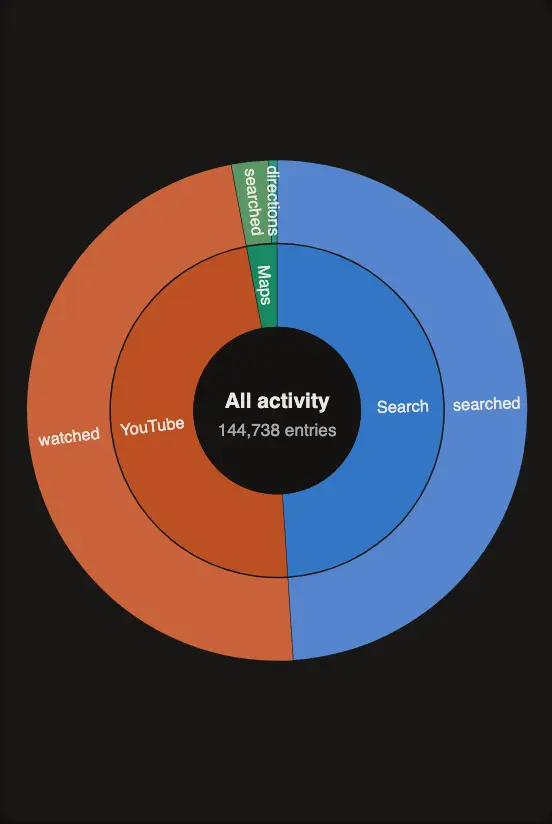 searched
directions
Maps
All activity
144,738 entries
Search
searched
YouTube
watched